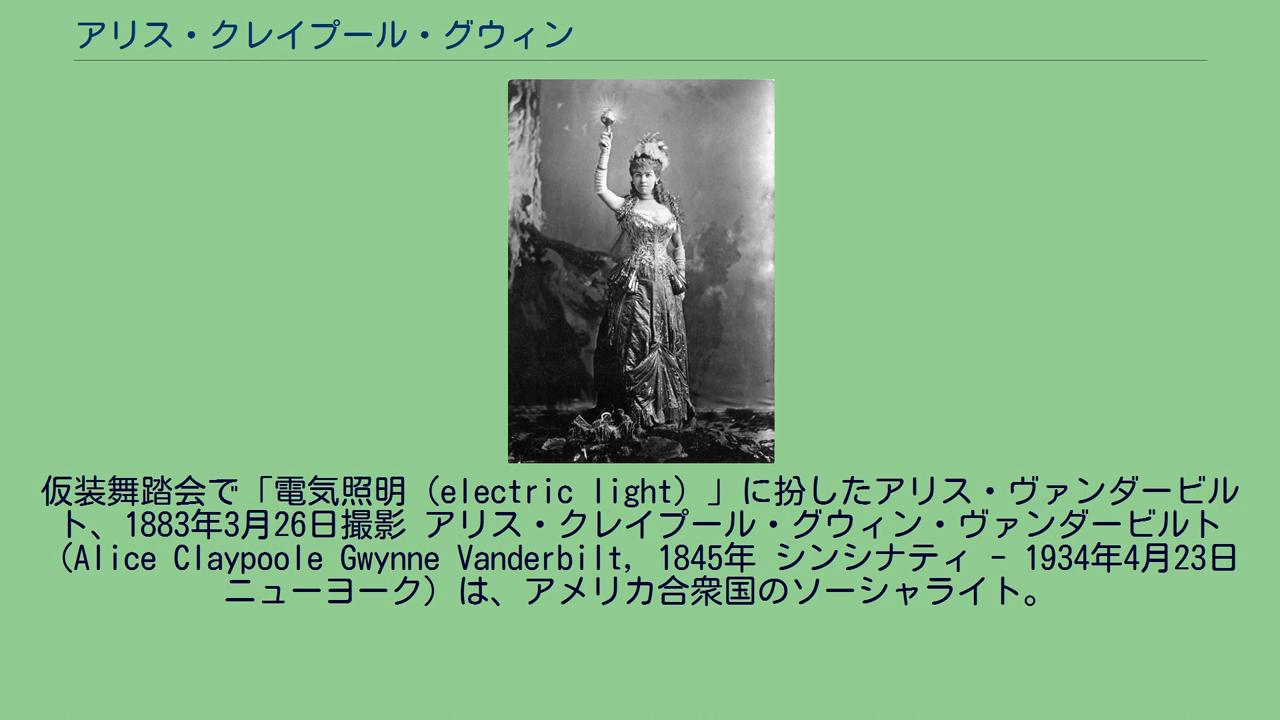 アリス・クレイプール・グウィン
仮装舞踏会で「電気照明（electric light）」に扮したアリス・ヴァンダービル
ト、1883年3月26日撮影 アリス・クレイプール・グウィン・ヴァンダービルト
（Alice Claypoole Gwynne Vanderbilt, 1845年 シンシナティ - 1934年4月23日
ニューヨーク）は、アメリカ合衆国のソーシャライト。